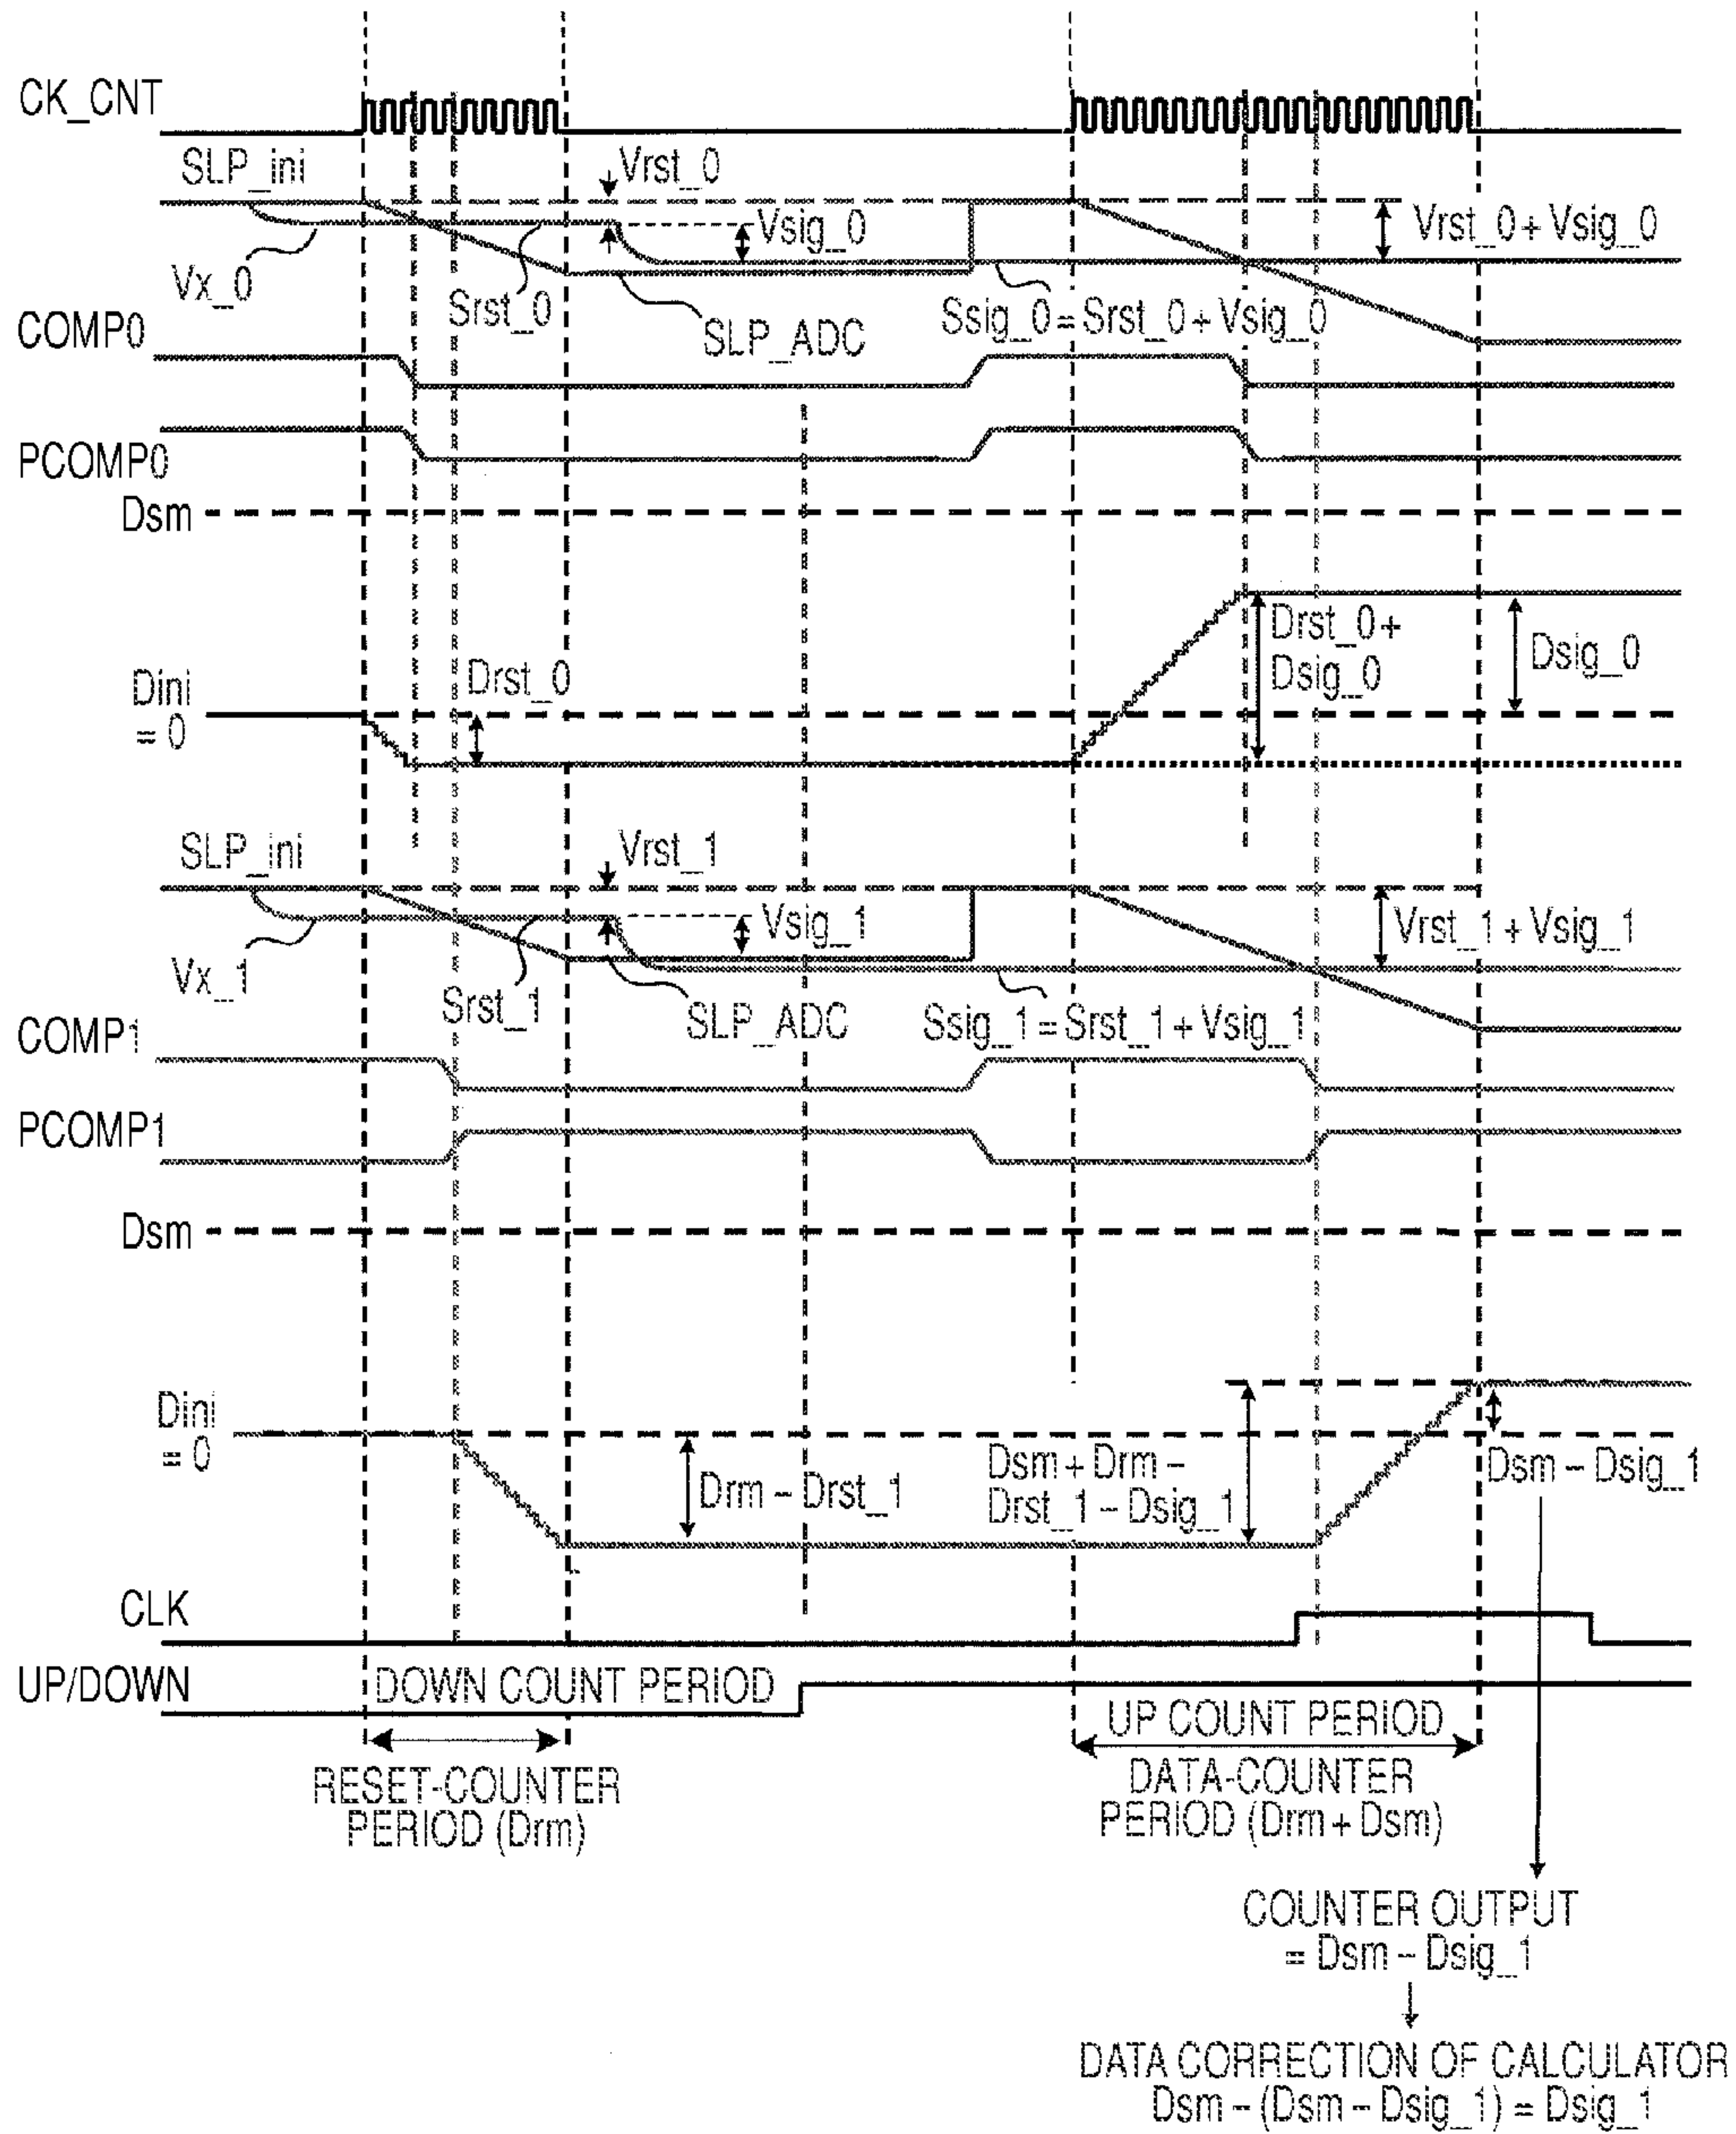 CK_CNT
SLP_ini
Vrst_0
Vsig_0
Vrst_0 + Vsig_0
Vx_0
Srst_0
SLP_ADC
Ssig_0 = Srst_0 + Vsig_0
COMP0
PCOMP0
Dsm
Drst_0
Drst_0 +
Dsig_0
Dsig_0
Dini
= 0
SLP_ini
Vrst_1
Vsig_1
Vrst_1 + Vsig_1
Vx_1
Srst_1
SLP_ADC
Ssig_1 = Srst_1 + Vsig_1
COMP1
PCOMP1
Dsm
Dini
= 0
Drm – Drst_1
Dsm + Drm –
Drst_1 – Dsig_1
Dsm – Dsig_1
CLK
UP/DOWN
DOWN COUNT PERIOD
UP COUNT PERIOD
RESET-COUNTER
PERIOD (Drm)
DATA-COUNTER
PERIOD (Drm + Dsm)
COUNTER OUTPUT
= Dsm – Dsig_1
DATA CORRECTION OF CALCULATOR
Dsm – (Dsm – Dsig_1) = Dsig_1